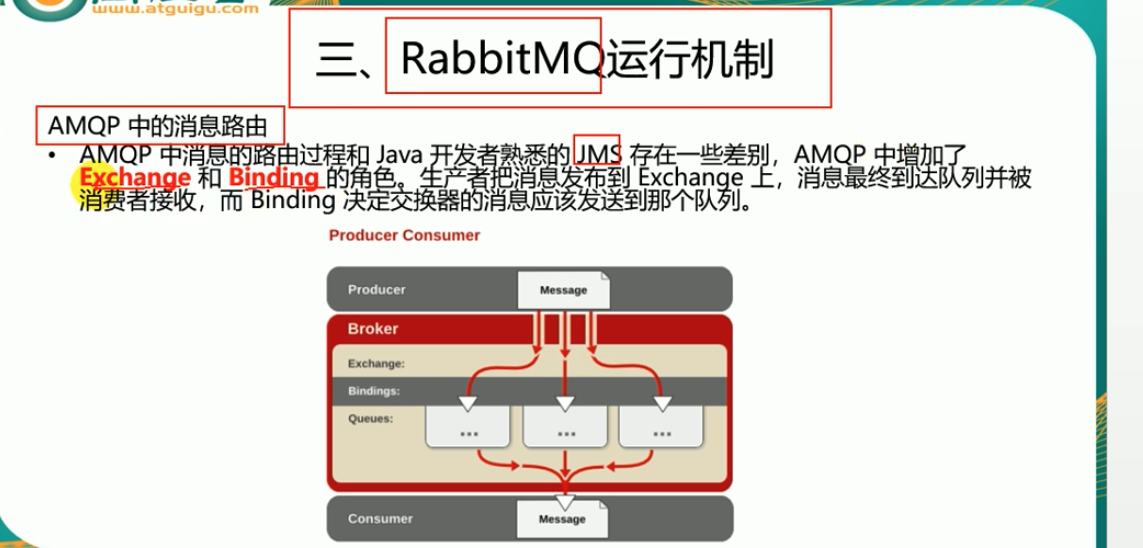 www.atguigu.com
三、RabbitMQ运行机制
AMQP 中的消息路由
• AMQP 中消息的路由过程和 Java 开发者熟悉的 JMS 存在一些差别，AMQP 中增加了
Exchange 和 Binding 的角色。生产者把消息发布到 Exchange 上，消息最终到达队列并被
消费者接收，而 Binding 决定交换器的消息应该发送到那个队列。
Producer Consumer
Producer
Message
Broker
Exchange:
Bindings:
Queues:
... ... ...
Consumer
Message